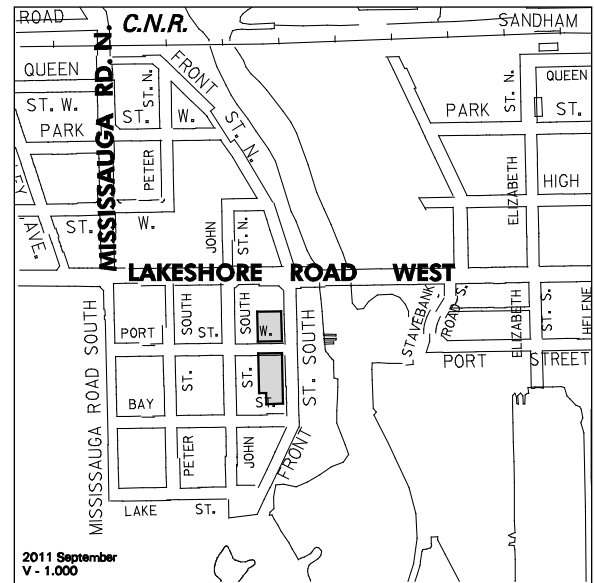 ROAD
C.N.R.
SANDHAM
QUEEN
ST. W.
PARK
ST. W.
MISSISSAUGA RD. N.
ST. N.
PETER
FRONT ST. N.
PARK ST.
ST. N.
QUEEN
ELIZABETH
HIGH
AVE.
ST. W.
JOHN
ST. N.
LAKESHORE ROAD WEST
MISSISSAUGA ROAD SOUTH
SOUTH
SOUTH
PORT ST. W.
ST.
ST.
BAY ST.
PETER
JOHN
LAKE ST.
FRONT ST. SOUTH
STAVEBANK ROAD S.
ELIZABETH
ST. S.
HELENE
PORT STREET
2011 September
V - 1.000